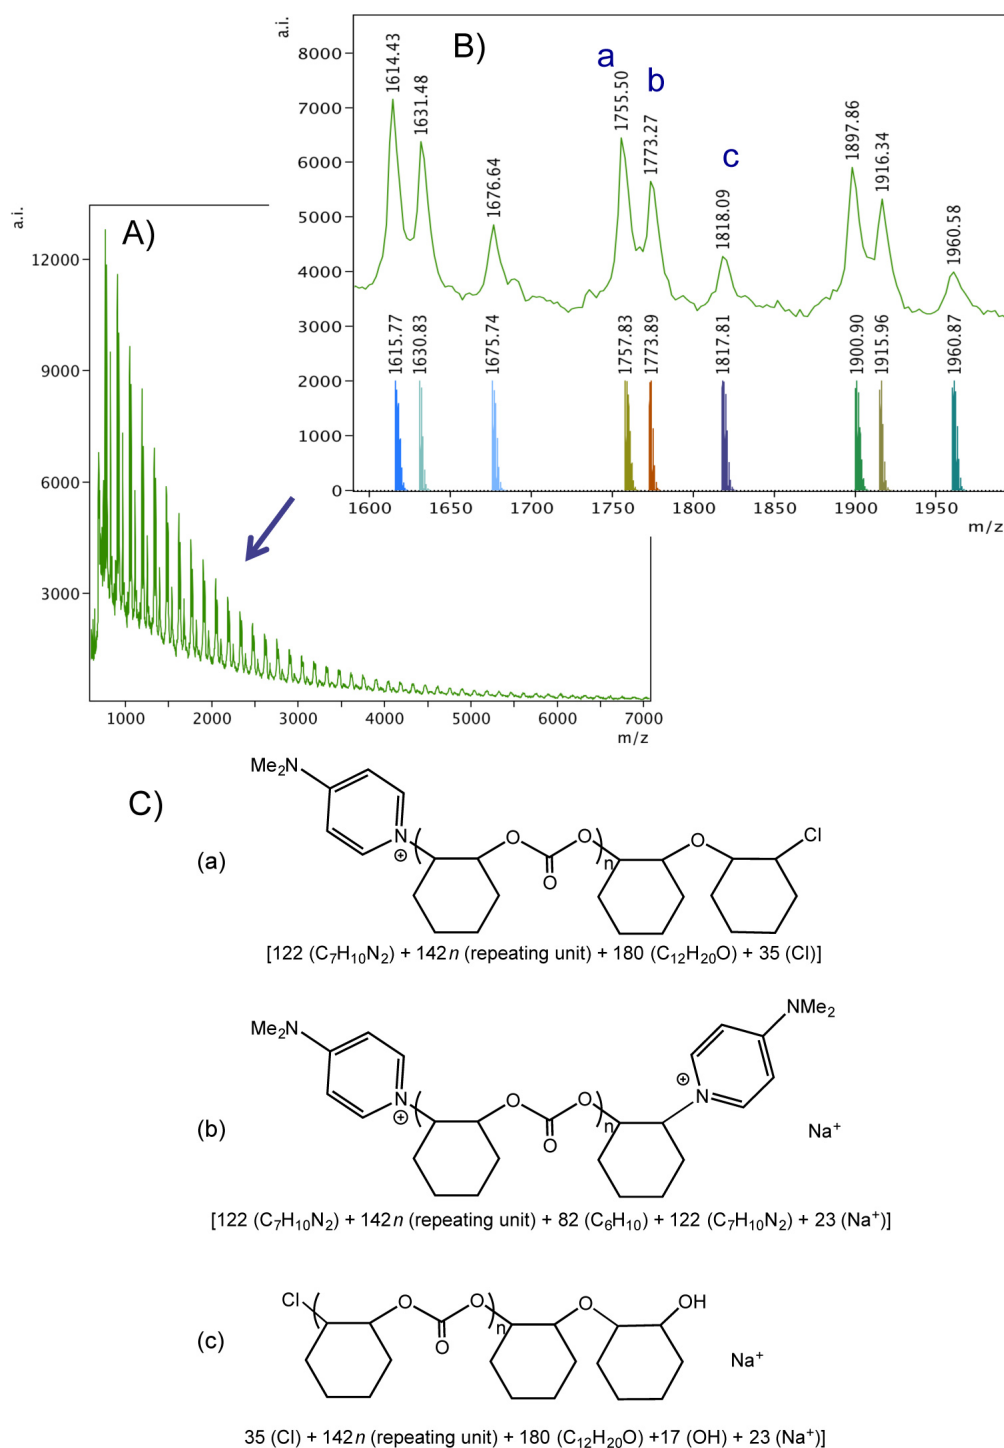 a.i.
B)
8000
7000
6000
5000
4000
3000
2000
1000
0
a
b
c
1614.43
1631.48
1676.64
1755.50
1773.27
1818.09
1897.86
1916.34
1960.58
1615.77
1630.83
1675.74
1757.83
1773.89
1817.81
1900.90
1915.96
1960.87
1600 1650 1700 1750 1800 1850 1900 1950
m/z
a.i.
A)
12000
9000
6000
3000
1000 2000 3000 4000 5000 6000 7000
m/z
C)
(a)
Me₂N
N
⊕
O
O
O
n
O
Cl
[122 (C₇H₁₀N₂) + 142n (repeating unit) + 180 (C₁₂H₂₀O) + 35 (Cl)]
(b)
Me₂N
N
⊕
O
O
O
n
N
⊕
NMe₂
Na⁺
[122 (C₇H₁₀N₂) + 142n (repeating unit) + 82 (C₆H₁₀) + 122 (C₇H₁₀N₂) + 23 (Na⁺)]
(c)
Cl
O
O
O
n
O
OH
Na⁺
35 (Cl) + 142n (repeating unit) + 180 (C₁₂H₂₀O) +17 (OH) + 23 (Na⁺)]